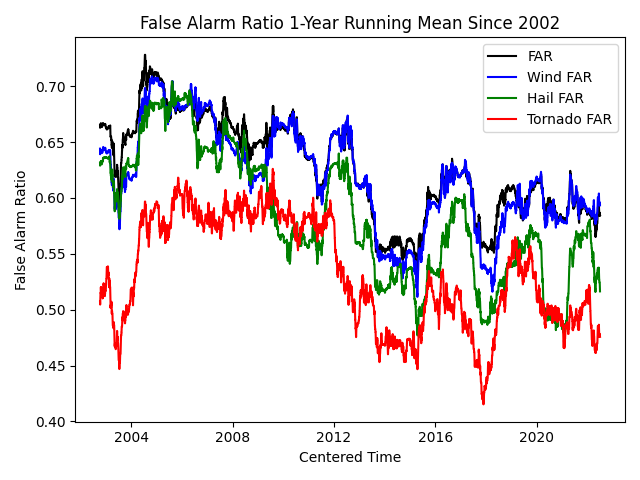 False Alarm Ratio 1-Year Running Mean Since 2002
FAR
Wind FAR
Hail FAR
Tornado FAR
False Alarm Ratio
0.70
0.65
0.60
0.55
0.50
0.45
0.40
2004 2008 2012 2016 2020
Centered Time